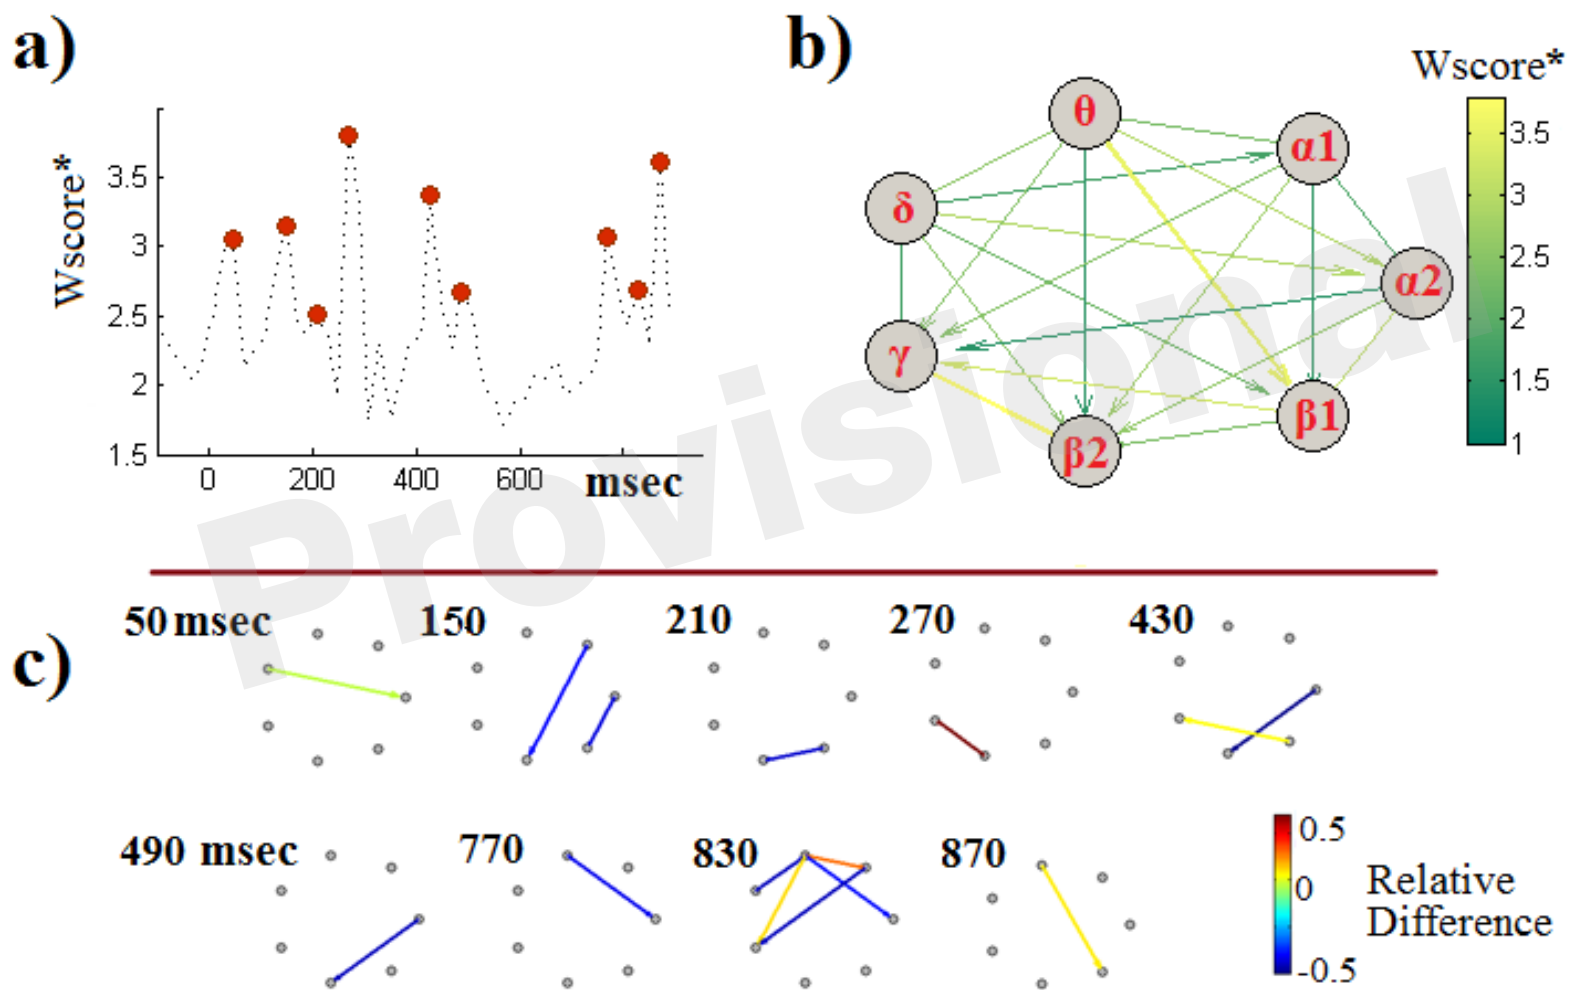 a)
Wscore*
3.5
3
2.5
2
1.5
0
200
400
600
msec
b)
Wscore*
θ
α1
δ
α2
γ
β1
β2
3.5
3
2.5
2
1.5
1
Provisional
c)
50 msec
150
210
270
430
490 msec
770
830
870
0.5
0
-0.5
Relative
Difference